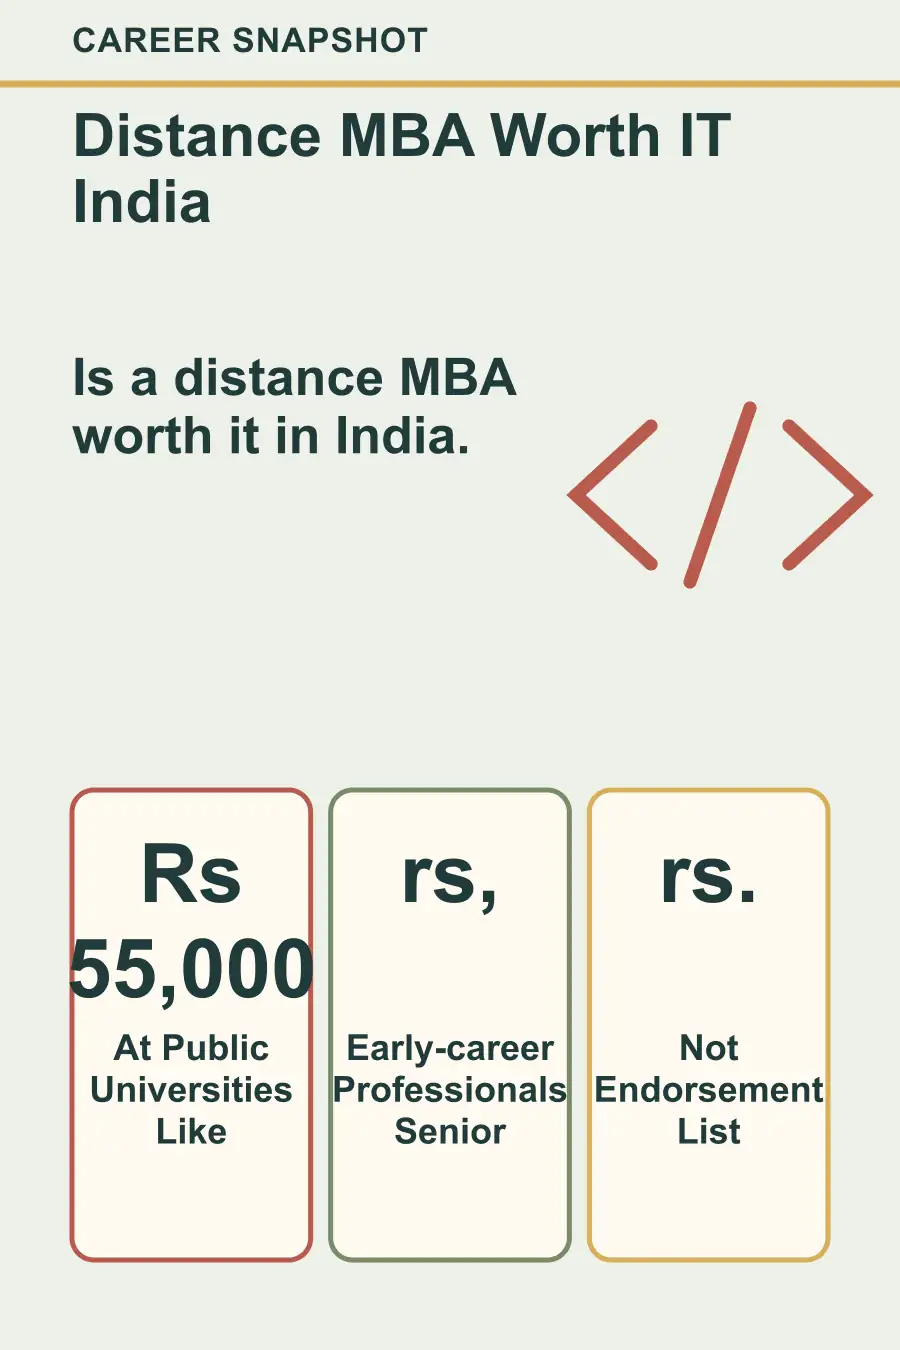 CAREER SNAPSHOT
Distance MBA Worth IT
India
Is a distance MBA
worth it in India.
Rs
55,000
At Public
Universities
Like
rs,
Early-career
Professionals
Senior
rs.
Not
Endorsement
List